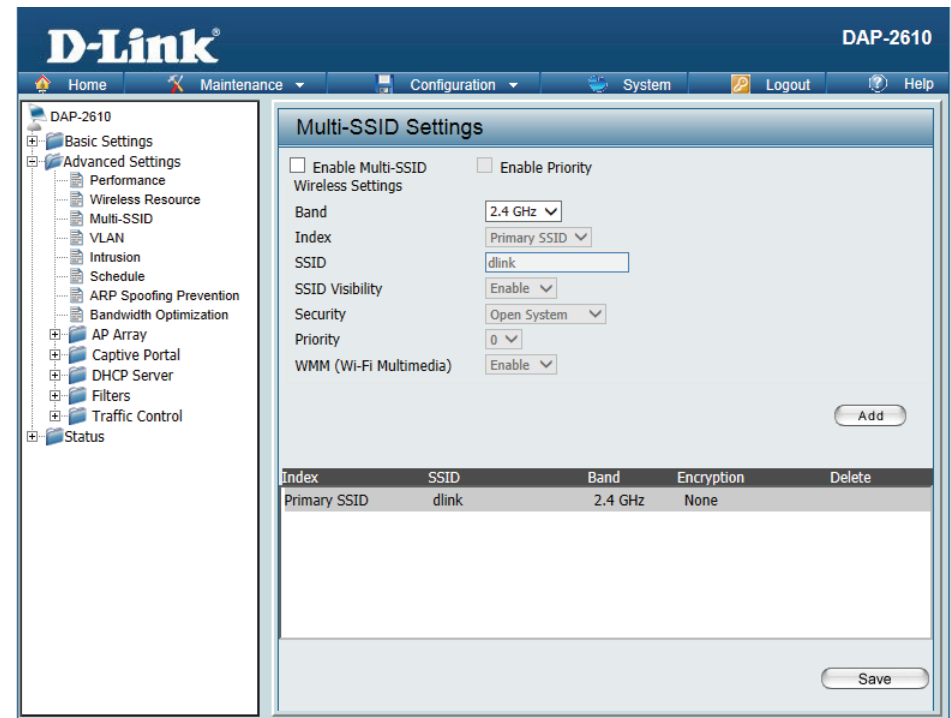 D-Link®
DAP-2610
Home Maintenance Configuration System Logout Help
DAP-2610
Basic Settings
Advanced Settings
Performance
Wireless Resource
Multi-SSID
VLAN
Intrusion
Schedule
ARP Spoofing Prevention
Bandwidth Optimization
AP Array
Captive Portal
DHCP Server
Filters
Traffic Control
Status
Multi-SSID Settings
Enable Multi-SSID Enable Priority
Wireless Settings
Band 2.4 GHz
Index Primary SSID
SSID dlink
SSID Visibility Enable
Security Open System
Priority 0
WMM (Wi-Fi Multimedia) Enable
Add
Index SSID Band Encryption Delete
Primary SSID dlink 2.4 GHz None
Save